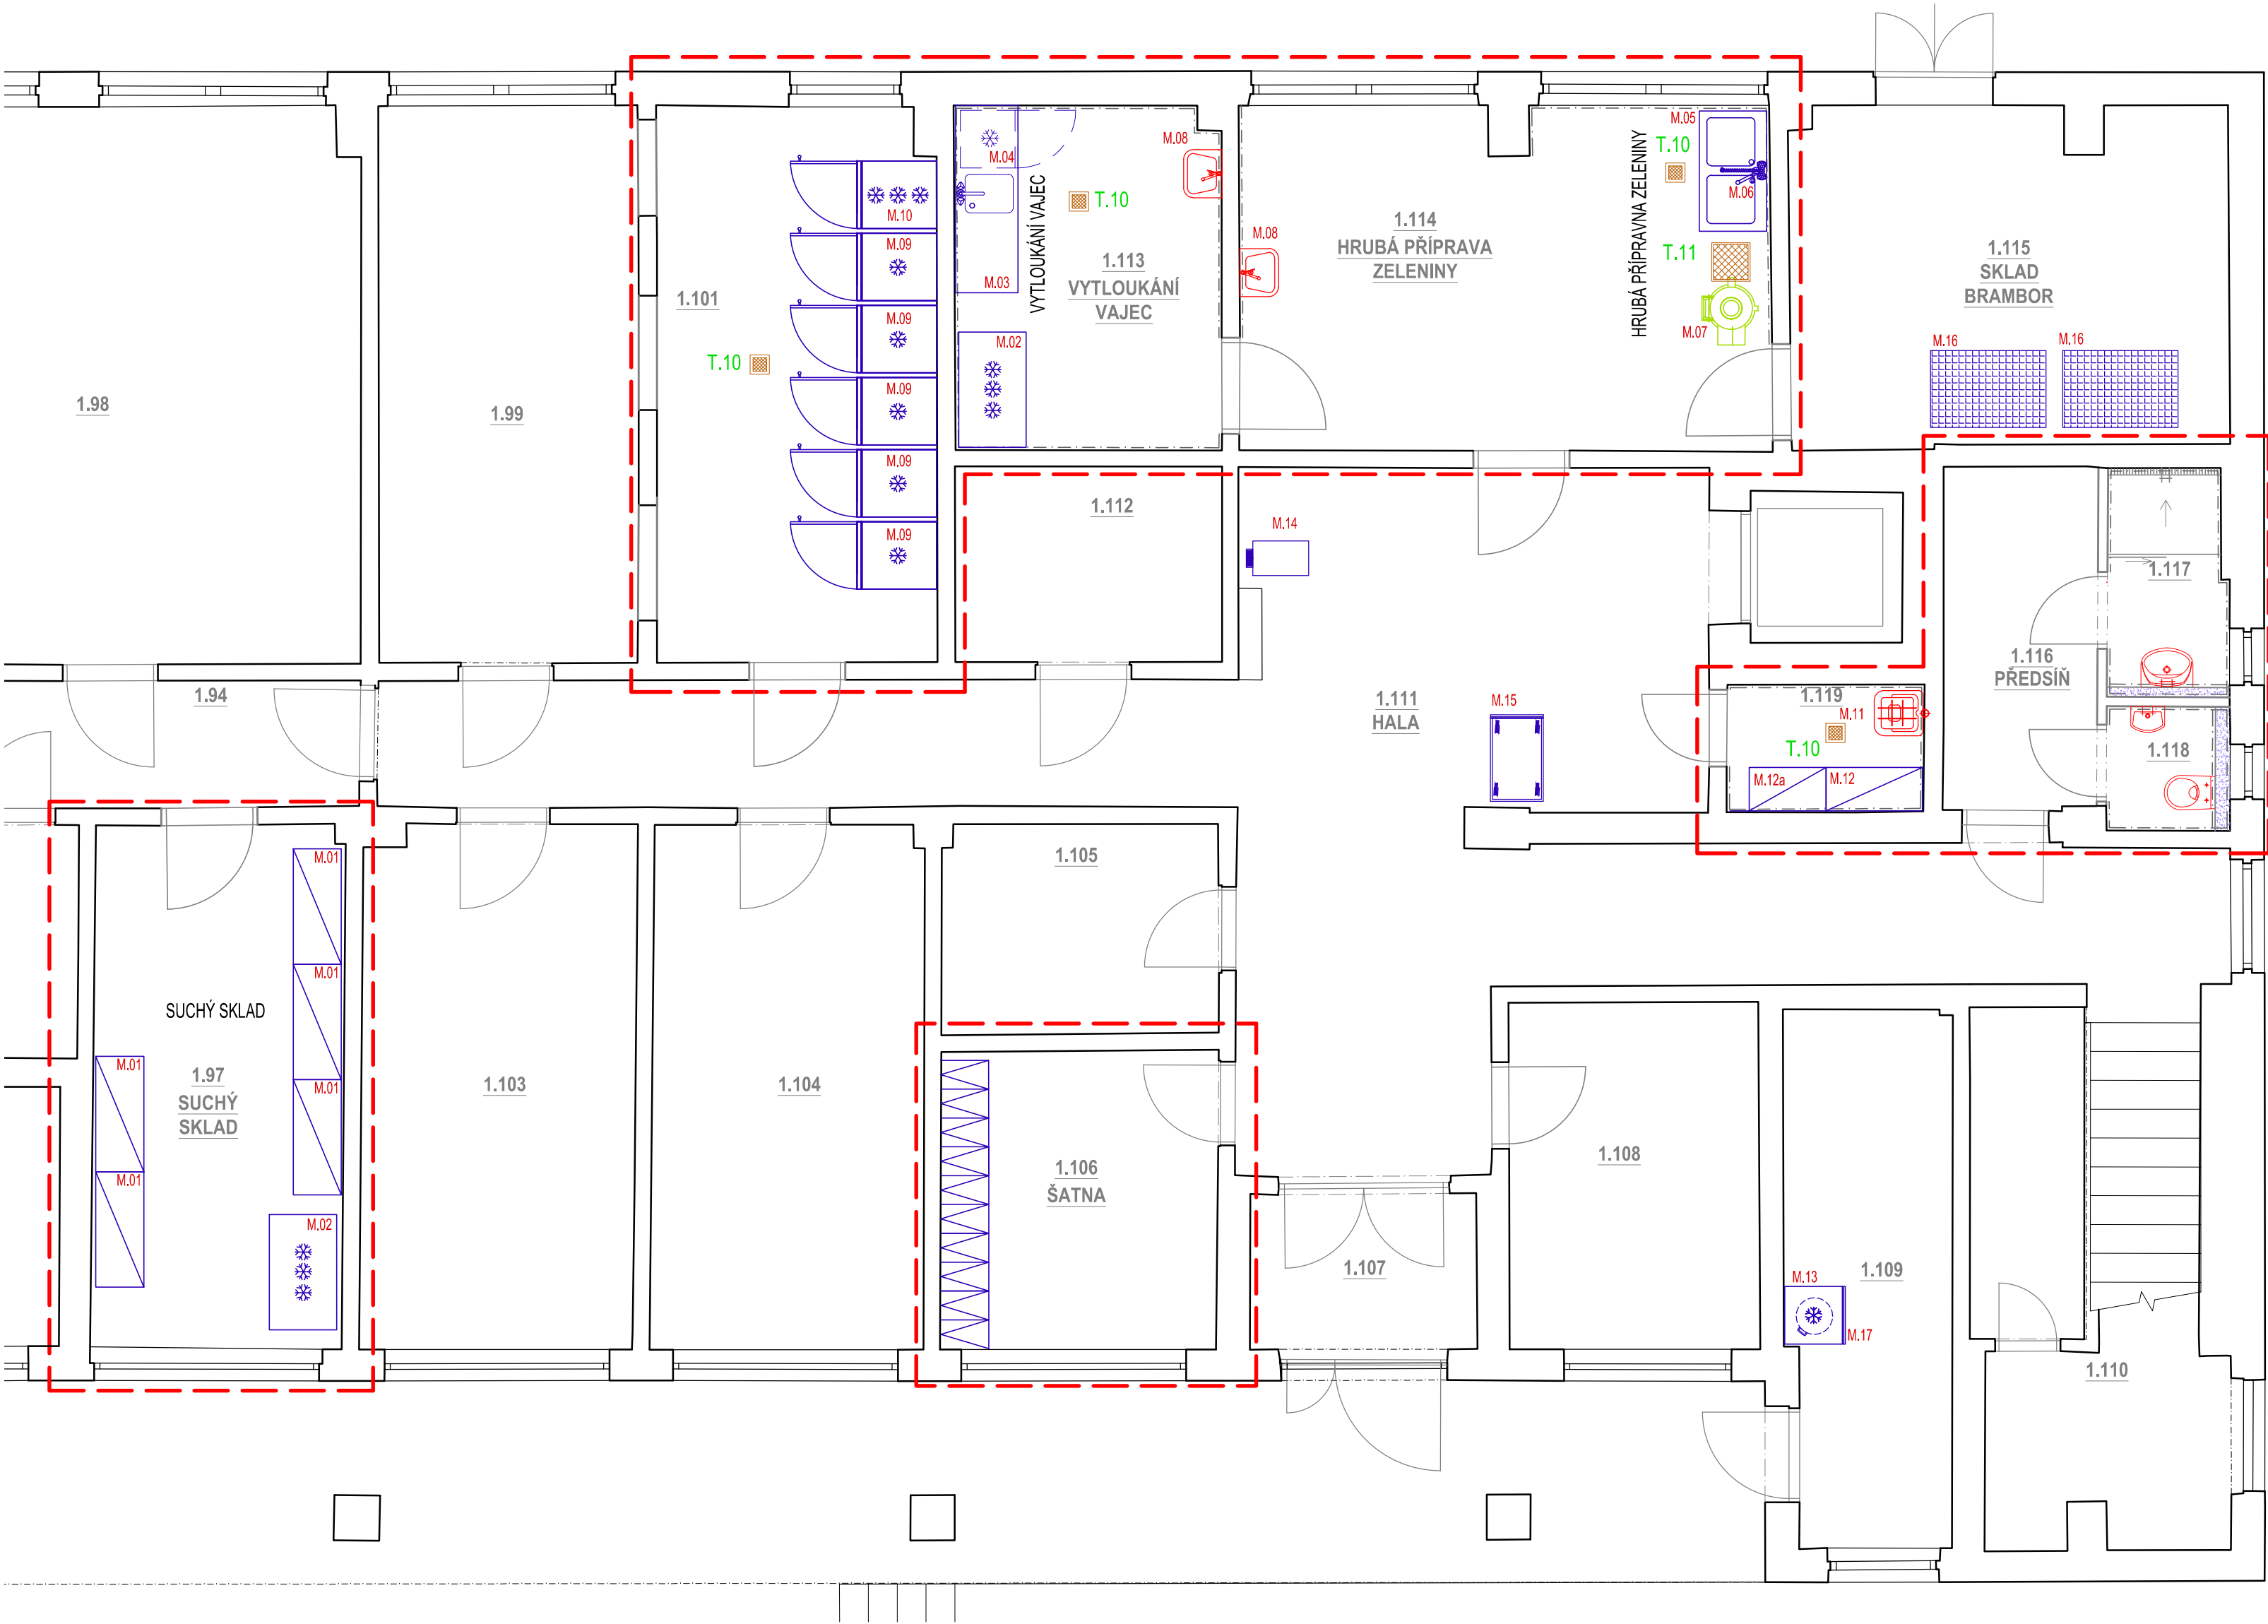 M.05
T.10
M.08
M.04
M.06
M.10
T.10
HRUBÁ PŘÍPRAVNA ZELENINY
VYTLOUKÁNÍ VAJEC
1.114
HRUBÁ PŘÍPRAVA
ZELENINY
M.08
M.09
1.113
VYTLOUKÁNÍ
VAJEC
T.11
1.115
SKLAD
BRAMBOR
M.03
1.101
M.09
M.07
M.02
M.16
M.16
T.10
M.09
1.98
1.99
M.09
1.112
M.14
M.09
1.117
1.116
PŘEDSÍŇ
1.94
1.111
HALA
M.15
1.119
M.11
T.10
1.118
M.12a
M.12
M.01
1.105
M.01
SUCHÝ SKLAD
M.01
1.97
SUCHÝ
SKLAD
M.01
1.103
1.104
M.01
1.106
ŠATNA
1.108
M.02
1.107
M.13
1.109
M.17
1.110